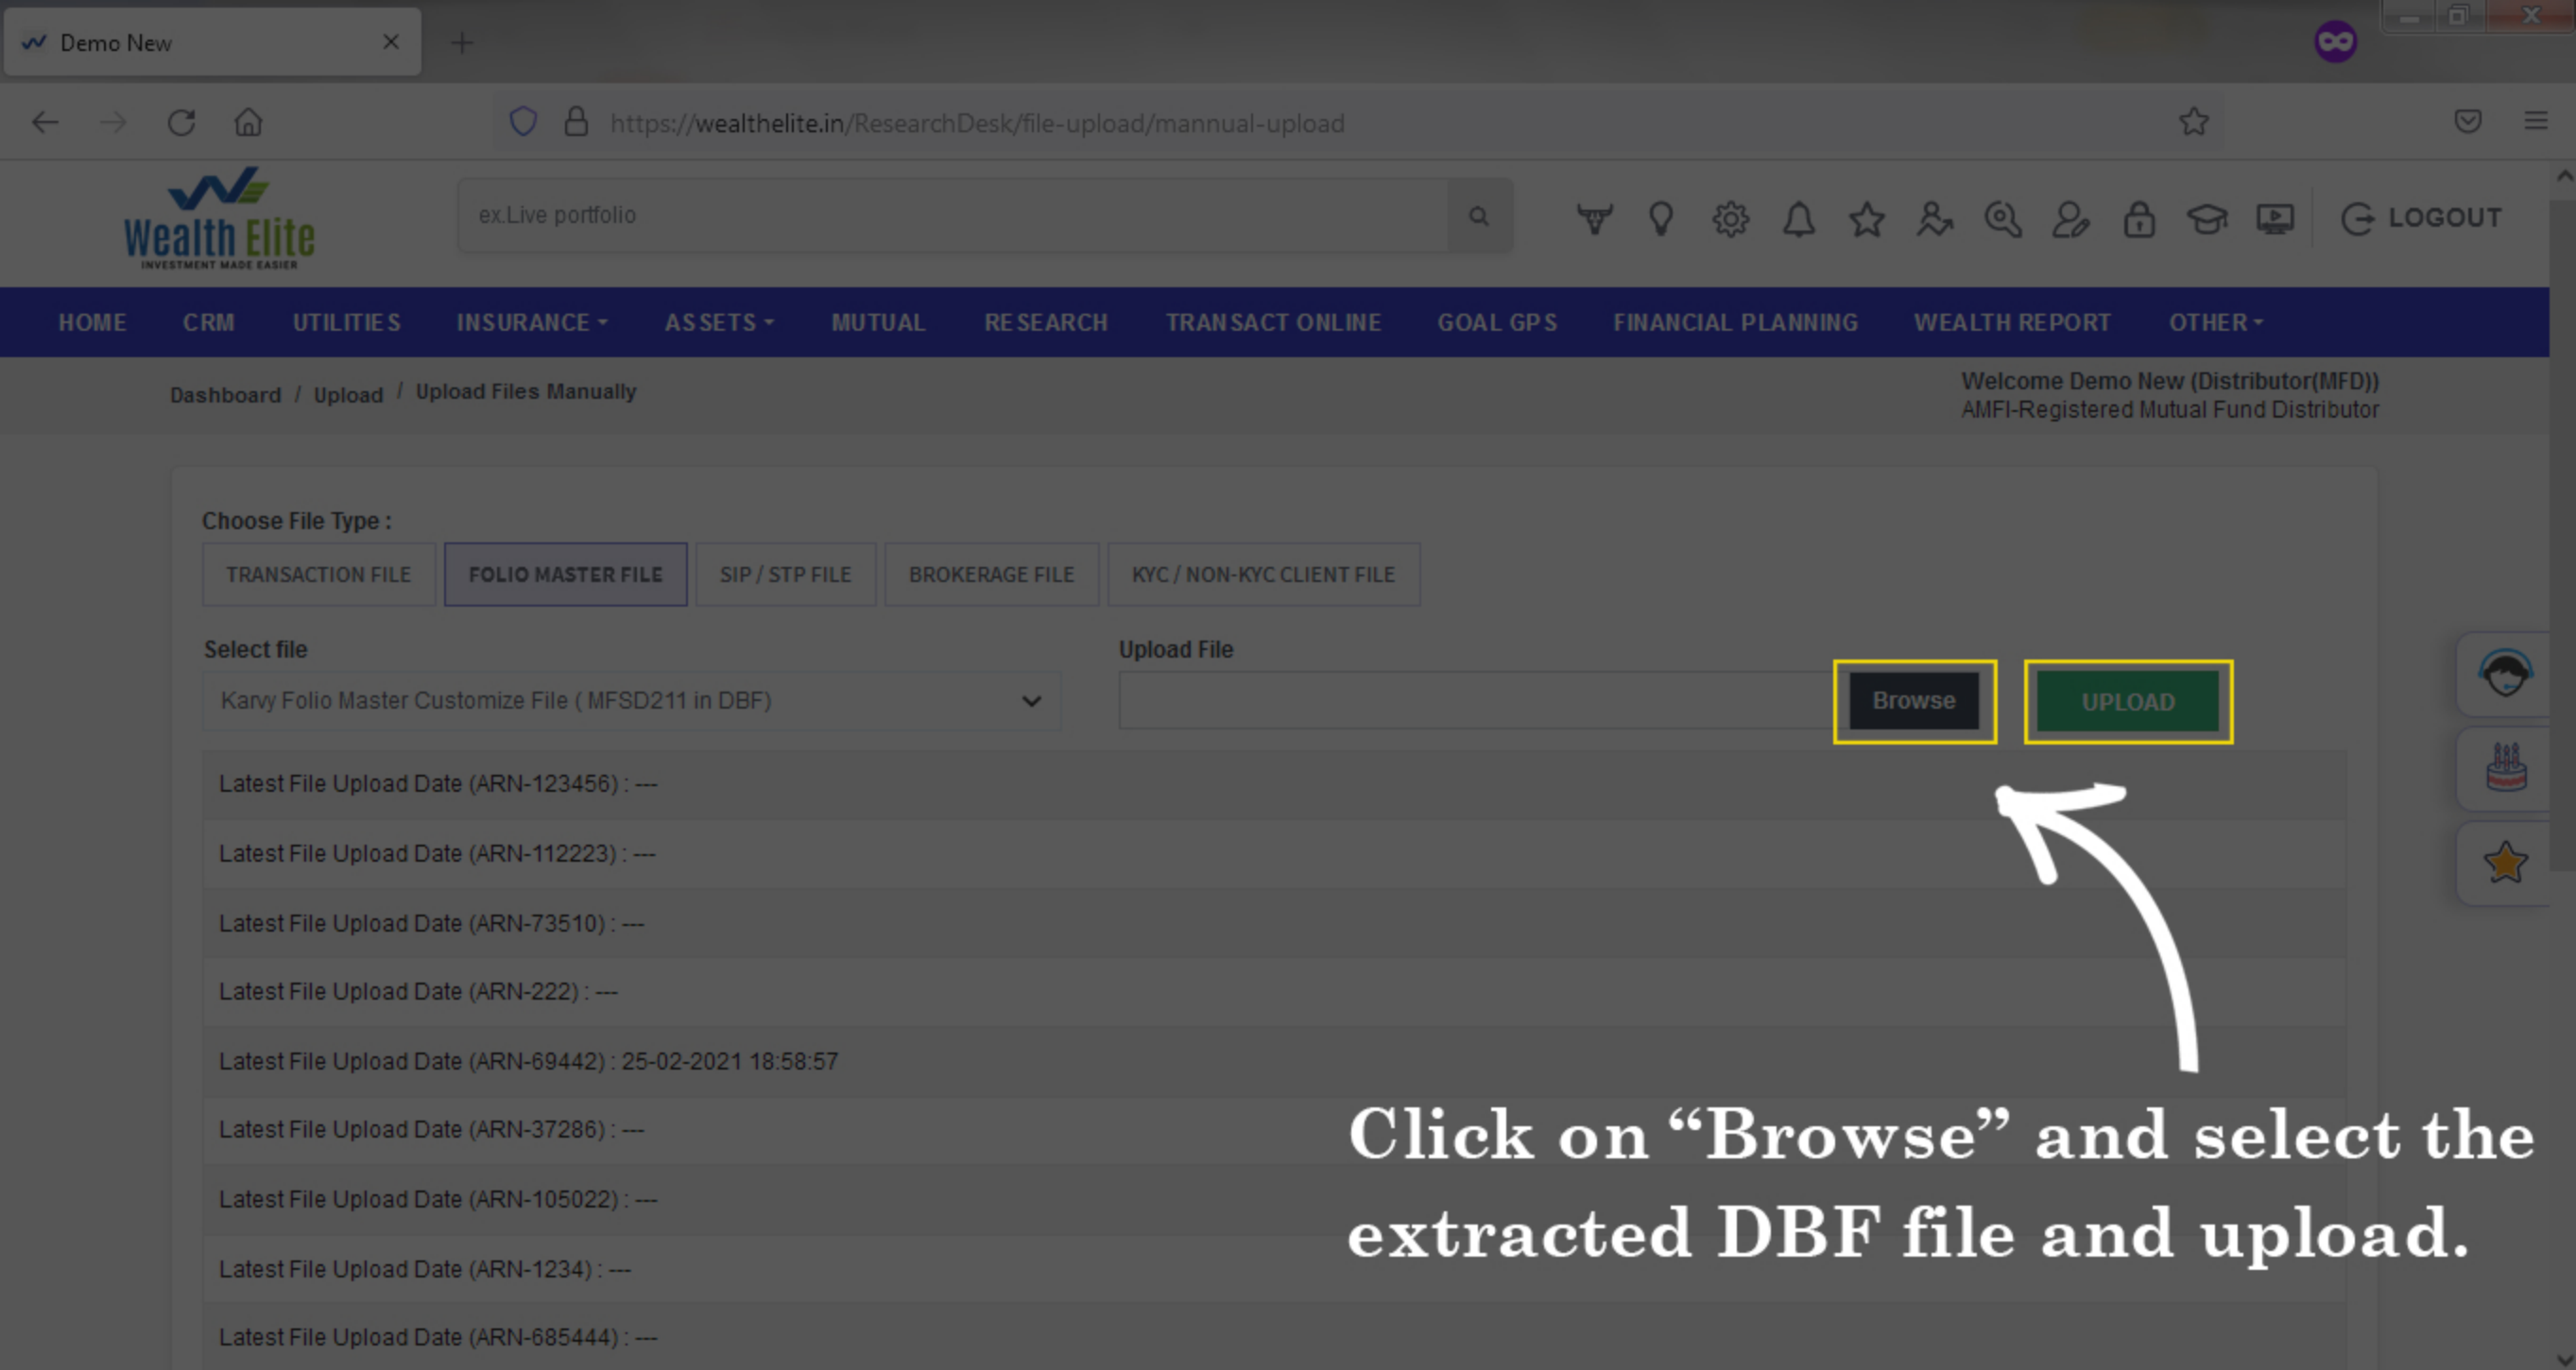 Demo New
https://wealthelite.in/ResearchDesk/file-upload/mannual-upload
Wealth Elite
INVESTMENT MADE EASIER
ex.Live portfolio
LOGOUT
HOME CRM UTILITIES INSURANCE ASSETS MUTUAL RESEARCH TRANSACT ONLINE GOAL GPS FINANCIAL PLANNING WEALTH REPORT OTHER
Dashboard / Upload / Upload Files Manually
Welcome Demo New (Distributor(MFD))
AMFI-Registered Mutual Fund Distributor
Choose File Type :
TRANSACTION FILE FOLIO MASTER FILE SIP / STP FILE BROKERAGE FILE KYC / NON-KYC CLIENT FILE
Select file Upload File
Karvy Folio Master Customize File ( MFSD211 in DBF) Browse UPLOAD
Latest File Upload Date (ARN-123456) : ---
Latest File Upload Date (ARN-112223) : ---
Latest File Upload Date (ARN-73510) : ---
Latest File Upload Date (ARN-222) : ---
Latest File Upload Date (ARN-69442) : 25-02-2021 18:58:57
Latest File Upload Date (ARN-37286) : ---
Latest File Upload Date (ARN-105022) : ---
Latest File Upload Date (ARN-1234) : ---
Latest File Upload Date (ARN-685444) : ---
Click on “Browse” and select the
extracted DBF file and upload.